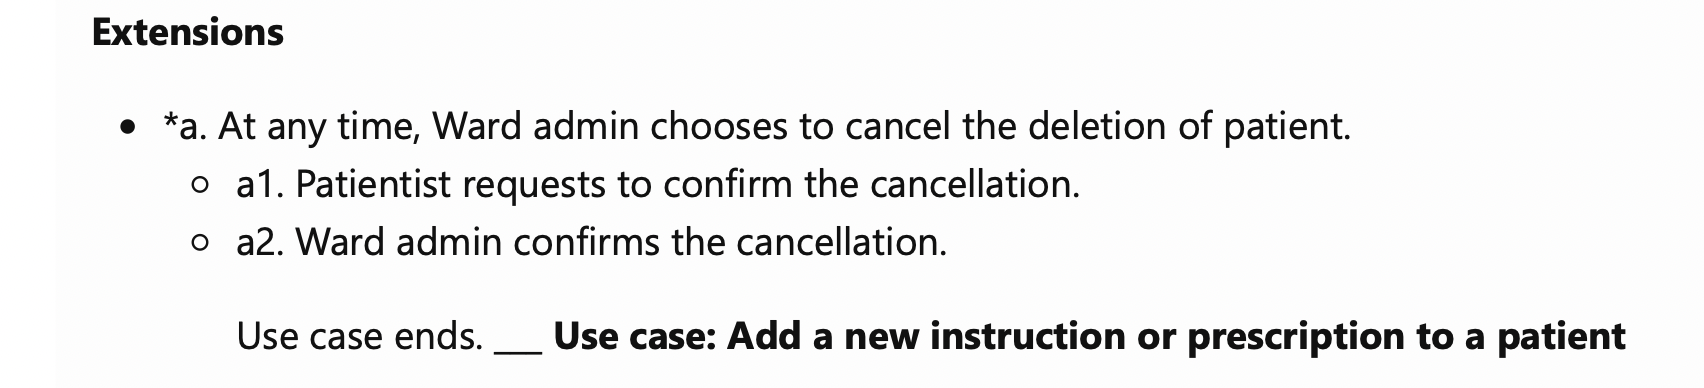 Extensions
• *a. At any time, Ward admin chooses to cancel the deletion of patient.
○ a1. Patientist requests to confirm the cancellation.
○ a2. Ward admin confirms the cancellation.
Use case ends. ___ Use case: Add a new instruction or prescription to a patient